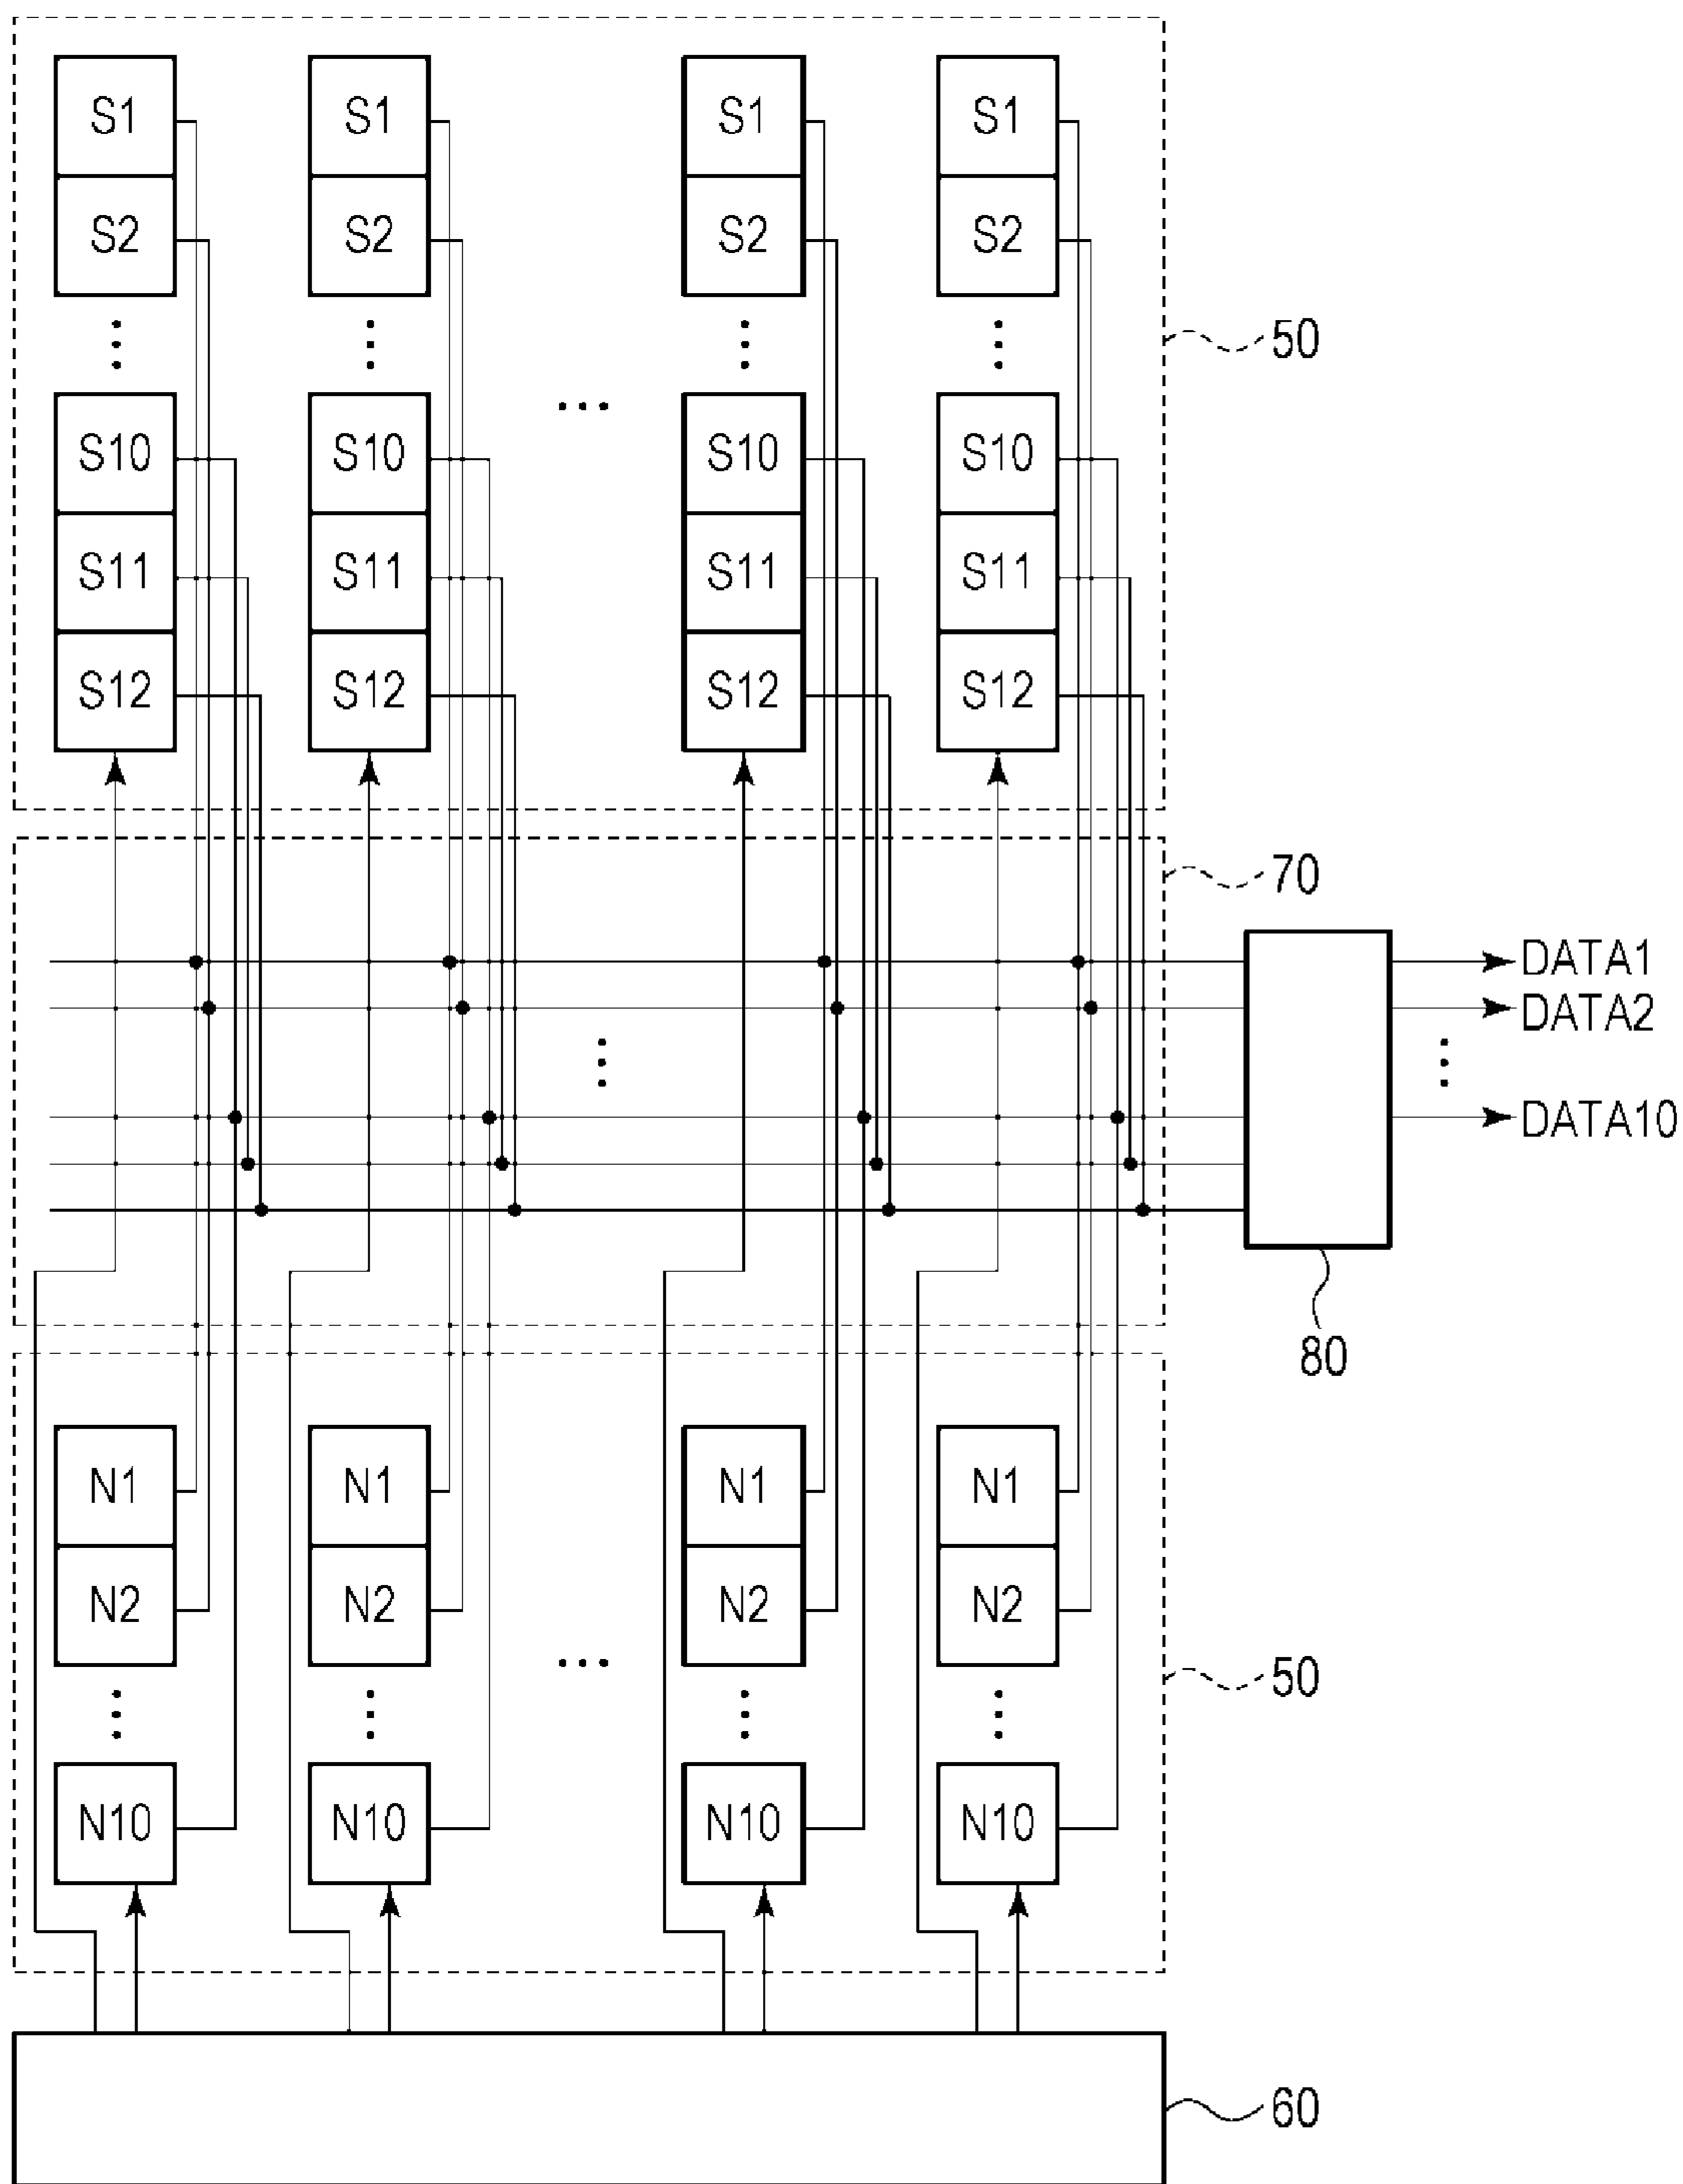 S1 S1 S1 S1
S2 S2 S2 S2
50
S10 S10 S10 S10
S11 S11 S11 S11
S12 S12 S12 S12
70
DATA1
DATA2
DATA10
80
N1 N1 N1 N1
N2 N2 N2 N2
50
N10 N10 N10 N10
60